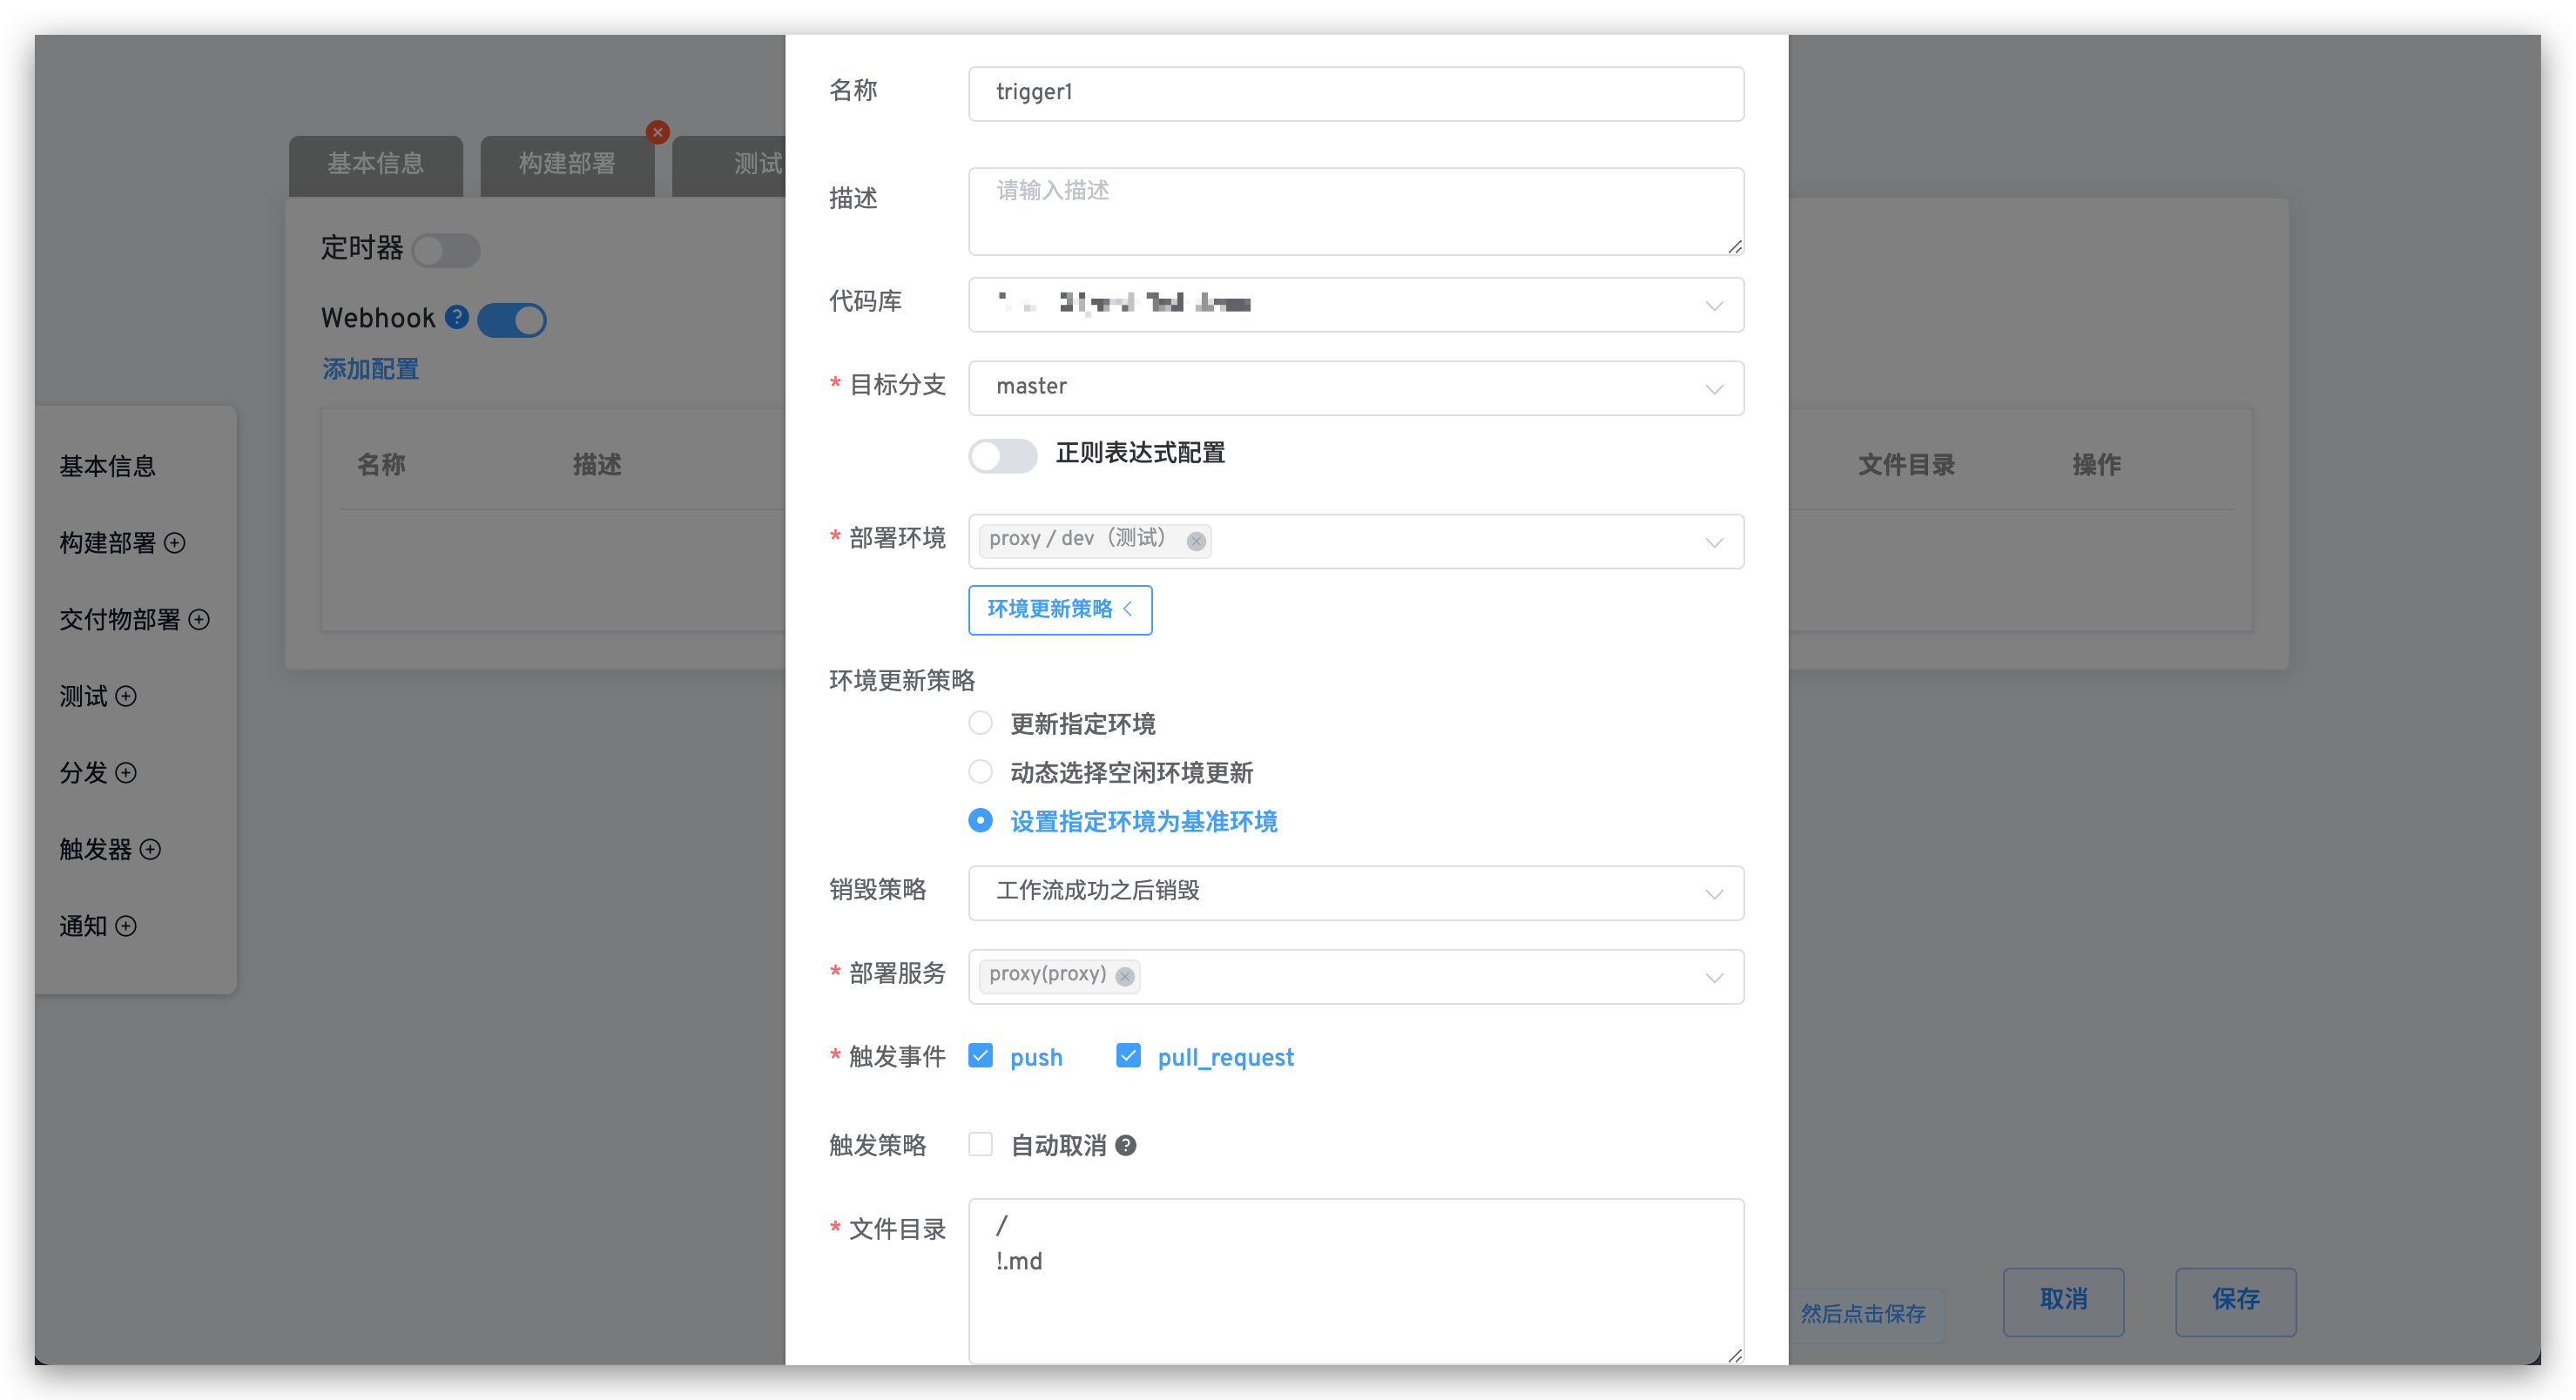 名称 trigger1
描述 请输入描述
代码库
* 目标分支 master
正则表达式配置
* 部署环境 proxy / dev（测试）
环境更新策略
环境更新策略
更新指定环境
动态选择空闲环境更新
设置指定环境为基准环境
销毁策略 工作流成功之后销毁
* 部署服务 proxy(proxy)
* 触发事件 push pull_request
触发策略 自动取消
* 文件目录 /
!.md
基本信息 构建部署 测试
定时器
Webhook
添加配置
名称 描述 文件目录 操作
基本信息
构建部署
交付物部署
测试
分发
触发器
通知
然后点击保存 取消 保存